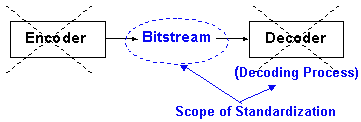 Encoder
Bitstream
Decoder
(Decoding Process)
Scope of Standardization